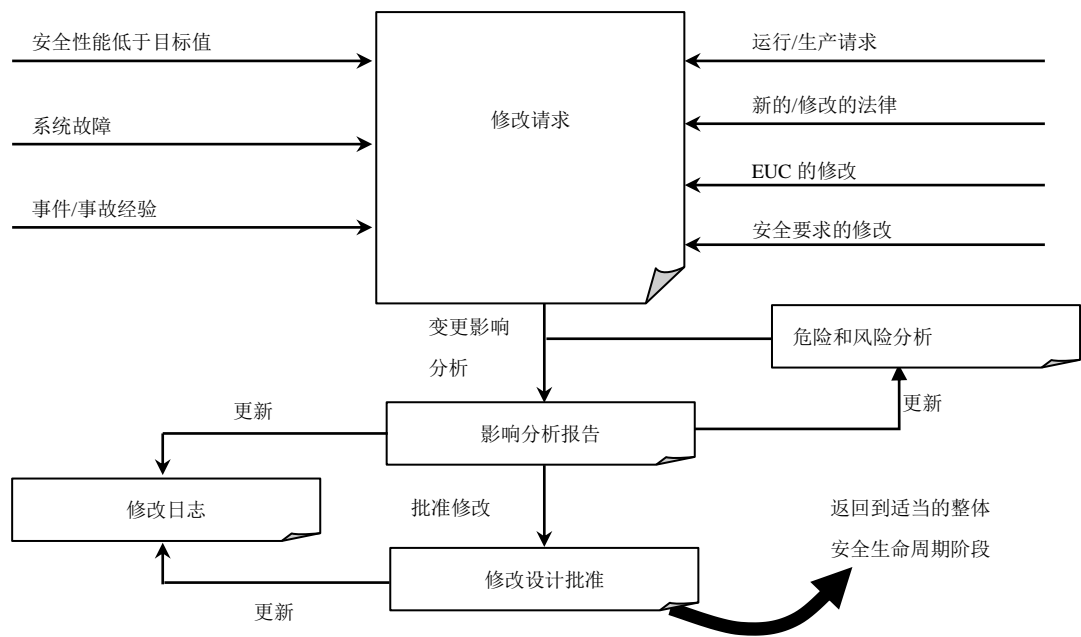 安全性能低于目标值
系统故障
事件/事故经验
修改请求
运行/生产请求
新的/修改的法律
EUC 的修改
安全要求的修改
变更影响
分析
危险和风险分析
更新
更新
影响分析报告
修改日志
批准修改
返回到适当的整体
安全生命周期阶段
修改设计批准
更新